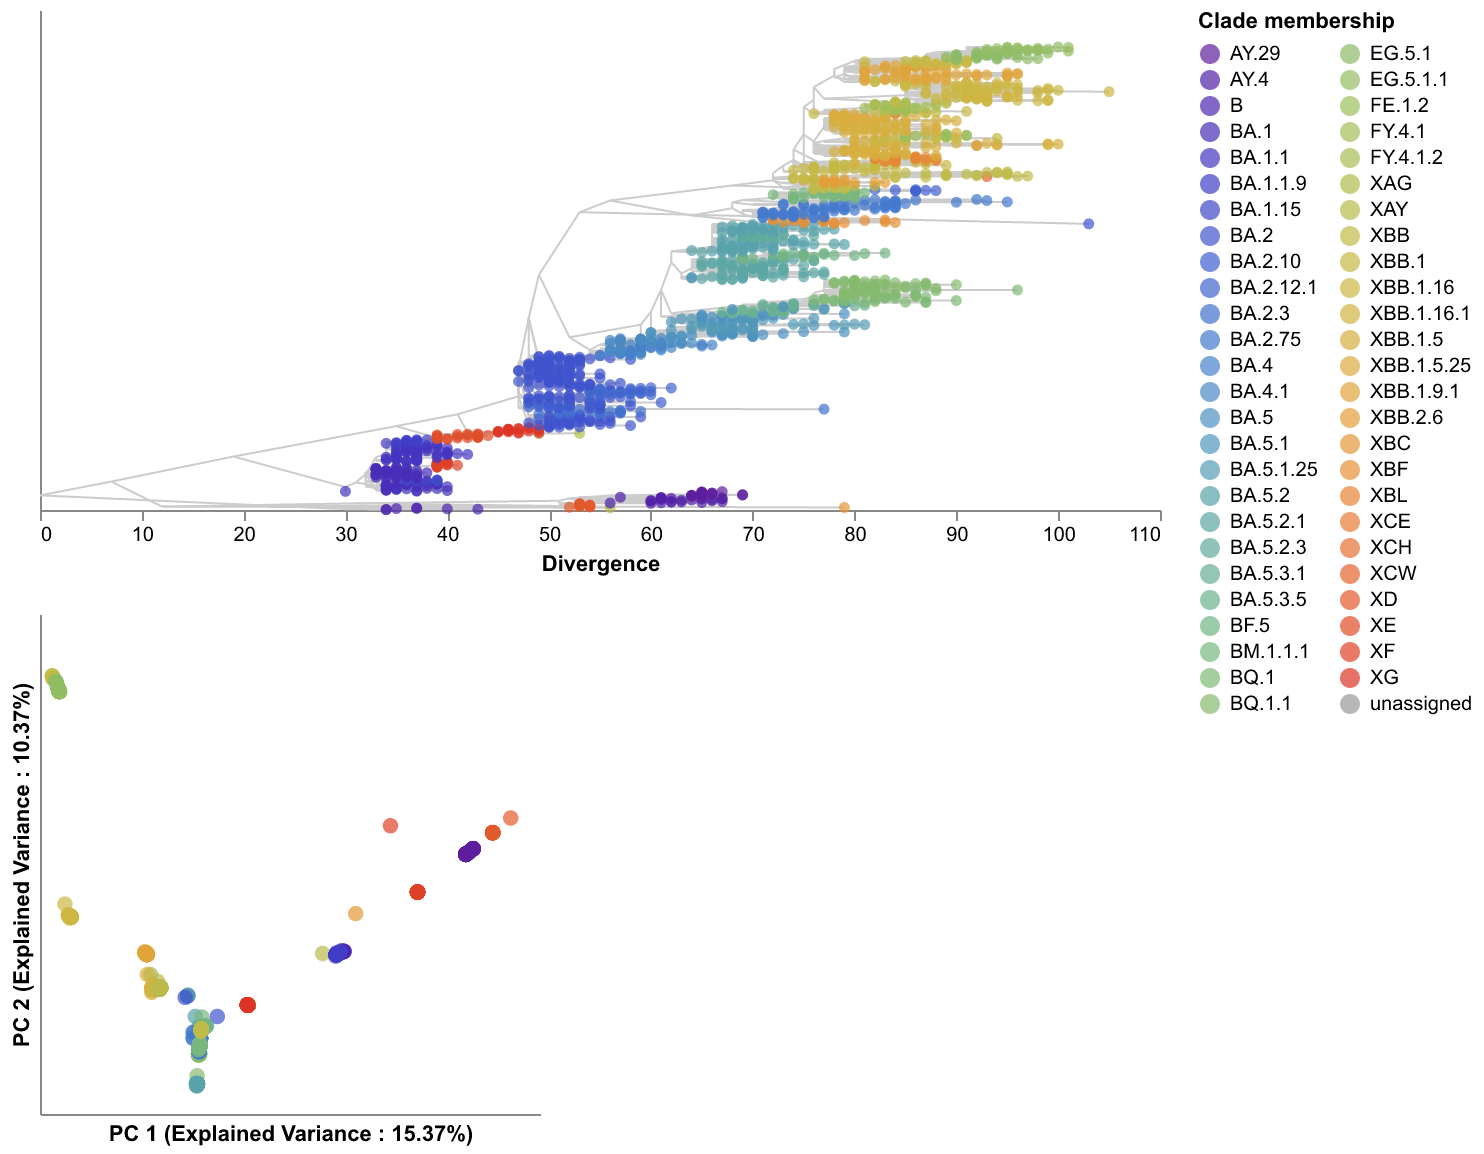 0 10 20 30 40 50 60 70 80 90 100 110
Divergence
PC 2 (Explained Variance : 10.37%)
PC 1 (Explained Variance : 15.37%)
Clade membership
AY.29
AY.4
B
BA.1
BA.1.1
BA.1.1.9
BA.1.15
BA.2
BA.2.10
BA.2.12.1
BA.2.3
BA.2.75
BA.4
BA.4.1
BA.5
BA.5.1
BA.5.1.25
BA.5.2
BA.5.2.1
BA.5.2.3
BA.5.3.1
BA.5.3.5
BF.5
BM.1.1.1
BQ.1
BQ.1.1
EG.5.1
EG.5.1.1
FE.1.2
FY.4.1
FY.4.1.2
XAG
XAY
XBB
XBB.1
XBB.1.16
XBB.1.16.1
XBB.1.5
XBB.1.5.25
XBB.1.9.1
XBB.2.6
XBC
XBF
XBL
XCE
XCH
XCW
XD
XE
XF
XG
unassigned